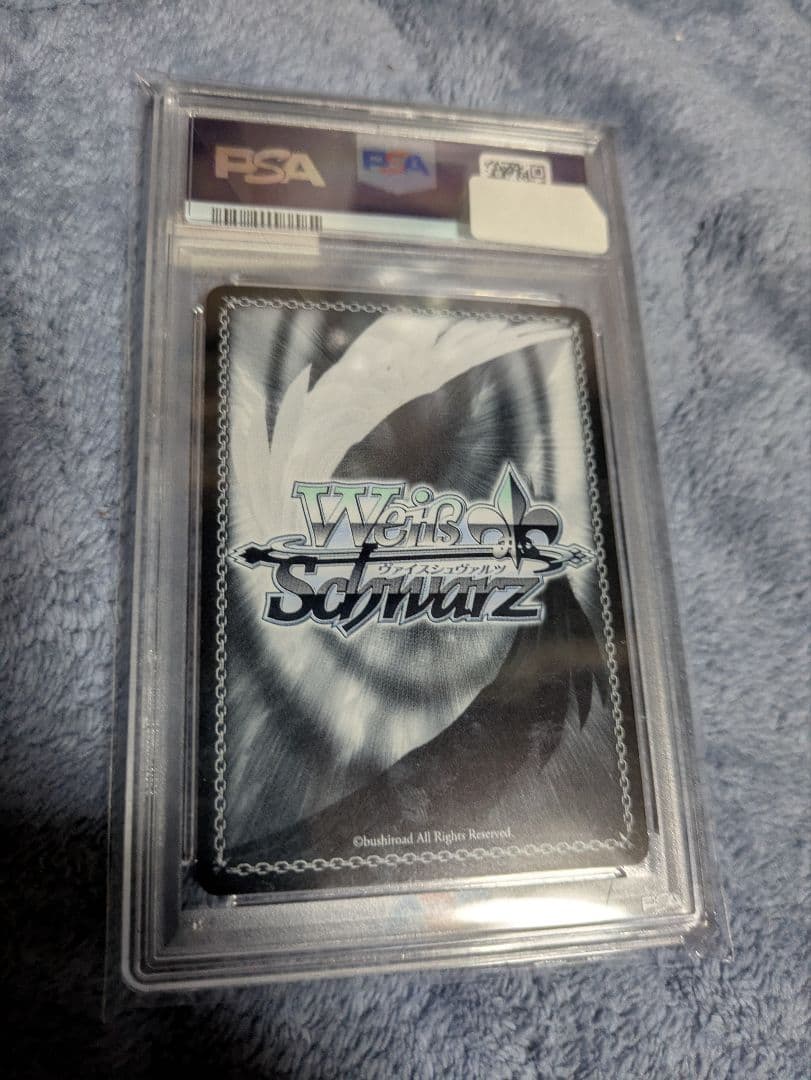 PSA
PSA
Weiß
ヴァイスシュヴァルツ
Schwarz
©bushiroad All Rights Reserved.